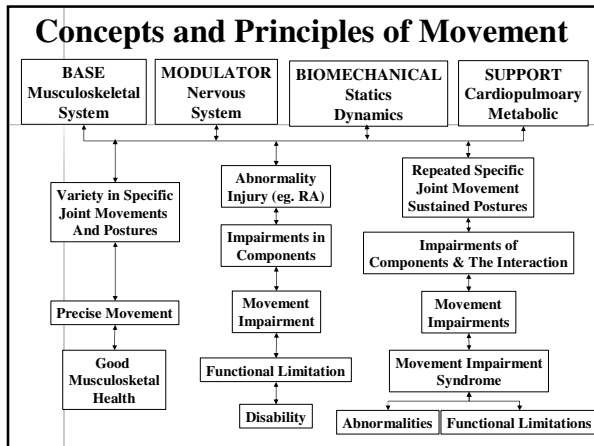 Concepts and Principles of Movement
BASE
Musculoskeletal
System
MODULATOR
Nervous
System
BIOMECHANICAL
Statics
Dynamics
SUPPORT
Cardiopulmoary
Metabolic
Variety in Specific
Joint Movements
And Postures
Precise Movement
Good
Musculosketal
Health
Abnormality
Injury (eg. RA)
Impairments in
Components
Movement
Impairment
Functional Limitation
Disability
Repeated Specific
Joint Movement
Sustained Postures
Impairments of
Components & The Interaction
Movement
Impairments
Movement Impairment
Syndrome
Abnormalities
Functional Limitations